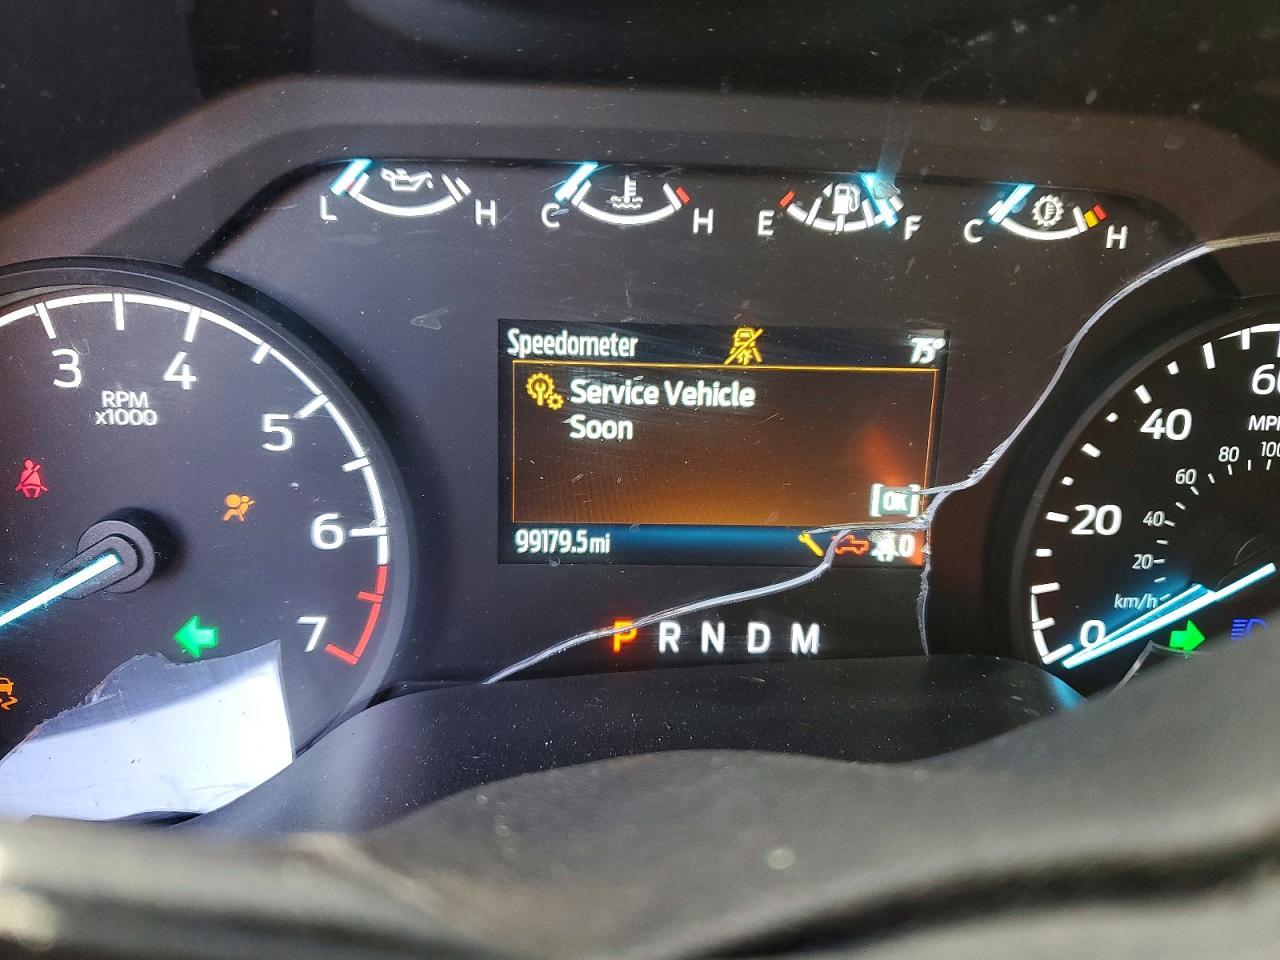 L H
C H
E F
C H
3
4
5
6
7
RPM
x1000
Speedometer
75°
Service Vehicle
Soon
[OK]
99179.5mi
P R N D M
0
20
40
60
MPH
20
40
60
80
100
km/h